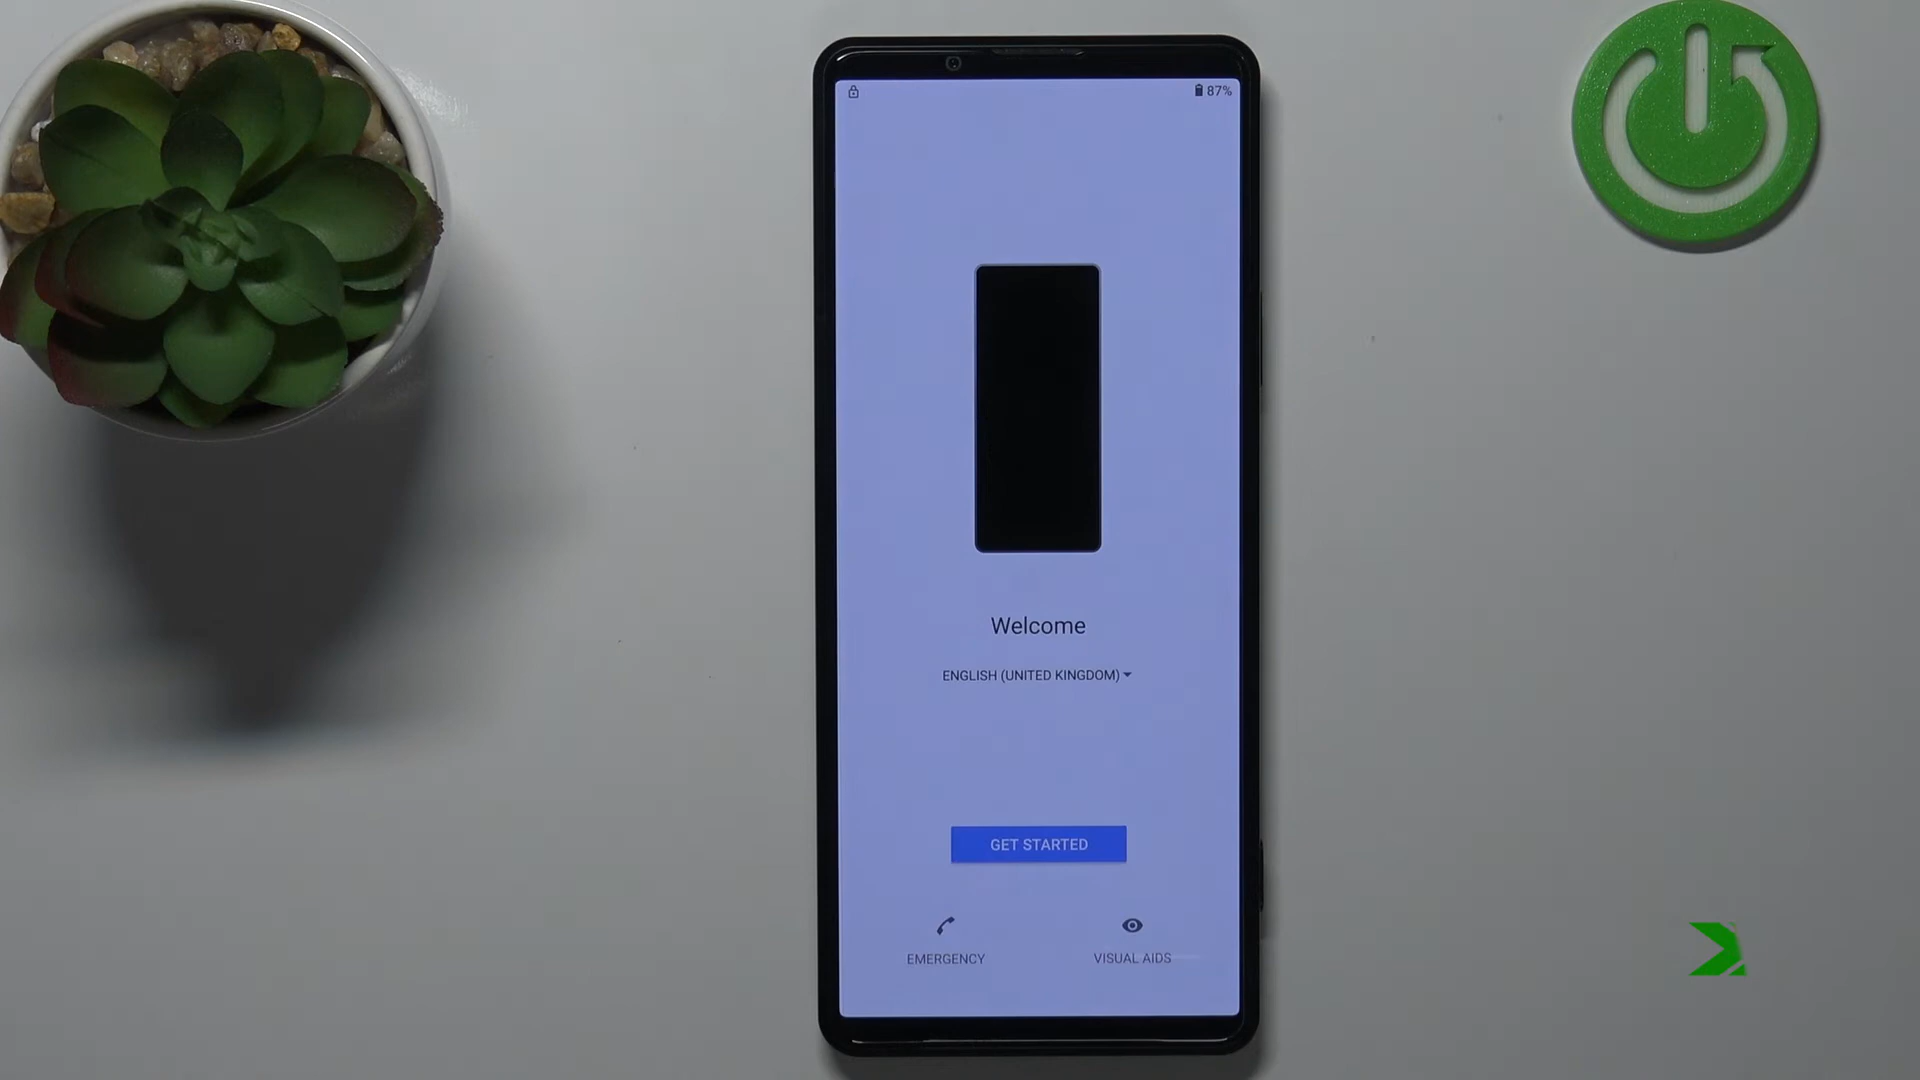 87%
Welcome
ENGLISH (UNITED KINGDOM)
GET STARTED
EMERGENCY
VISUAL AIDS